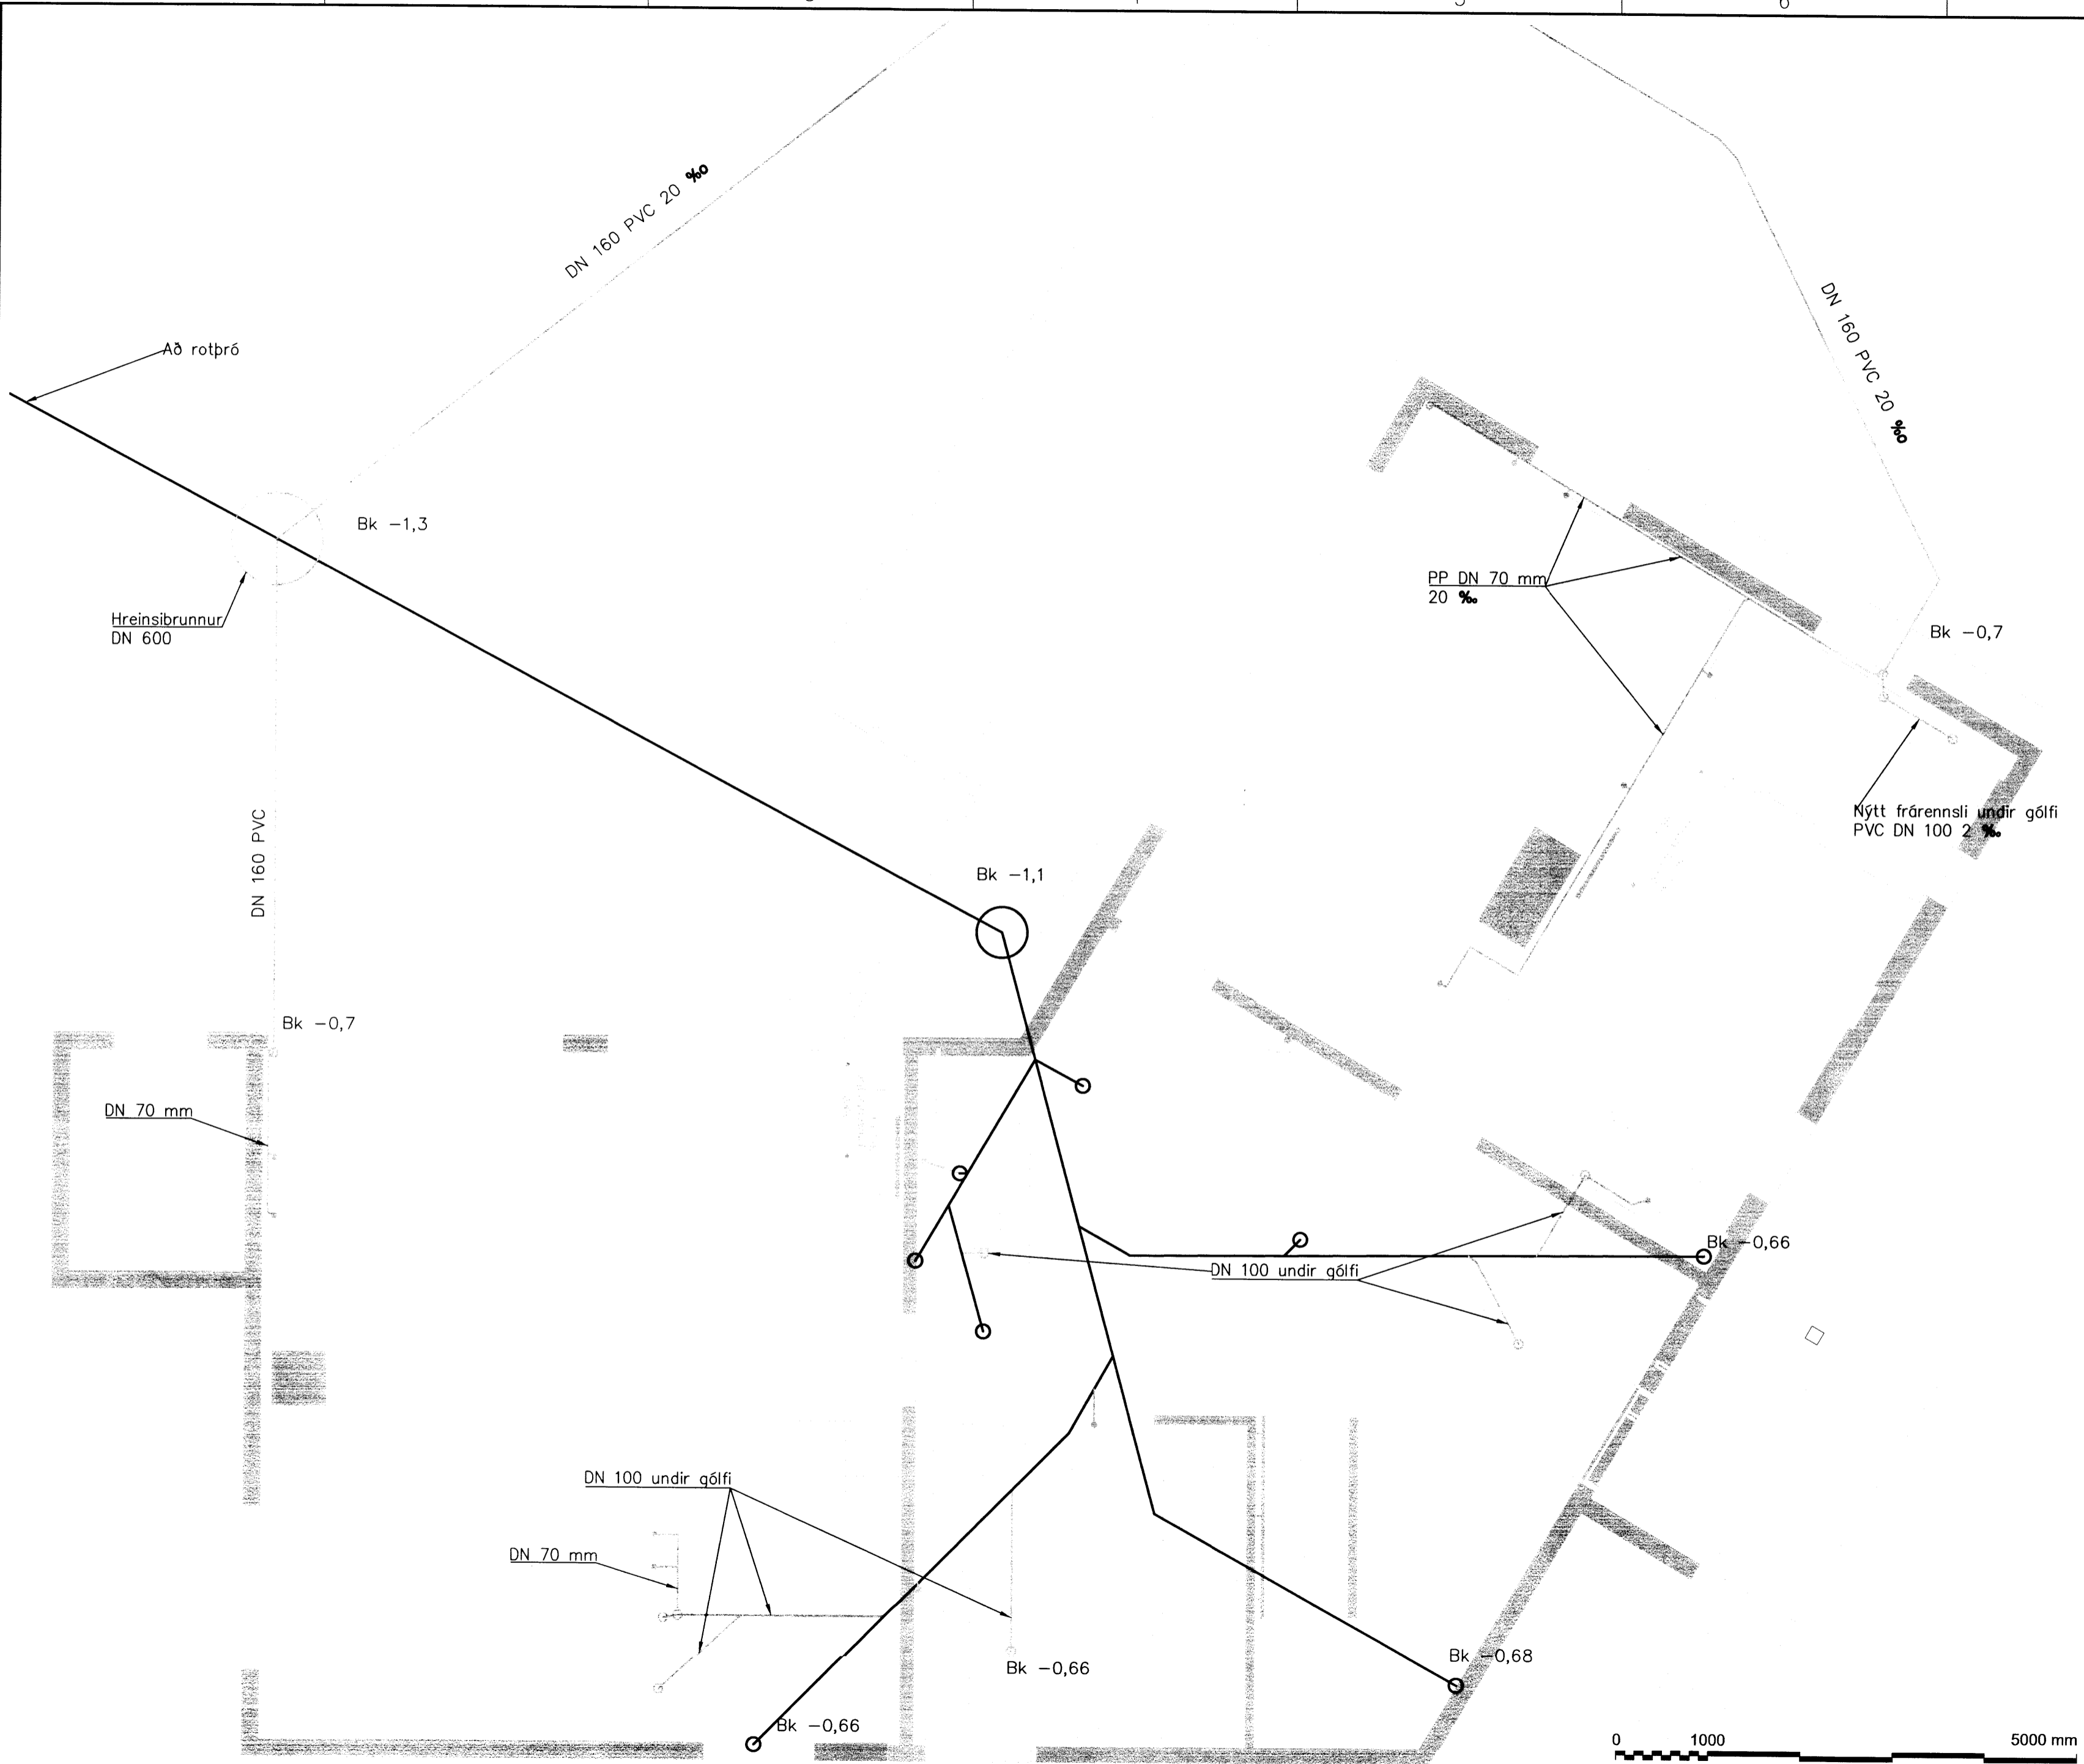 5
6
DN 160 PVC 20 ‰
DN 160 PVC 20 ‰
Að rotþró
Bk −1,3
Hreinsibrunnur
DN 600
PP DN 70 mm
20 ‰
Bk −0,7
Nýtt frárennsli undir gólfi
PVC DN 100 2 ‰
DN 160 PVC
Bk −1,1
Bk −0,7
DN 70 mm
Bk −0,66
DN 100 undir gólfi
DN 100 undir gólfi
DN 70 mm
Bk −0,66
Bk −0,68
Bk −0,66
0 1000 5000 mm